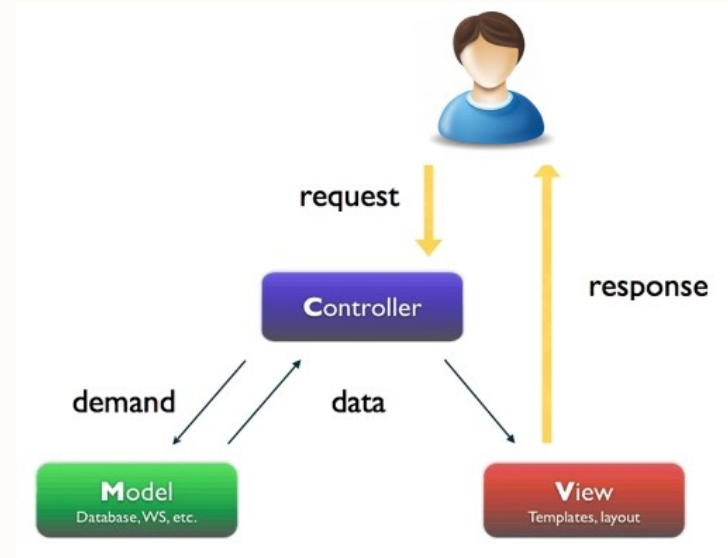 request
response
Controller
demand
data
Model
Database, WS, etc.
View
Templates, layout